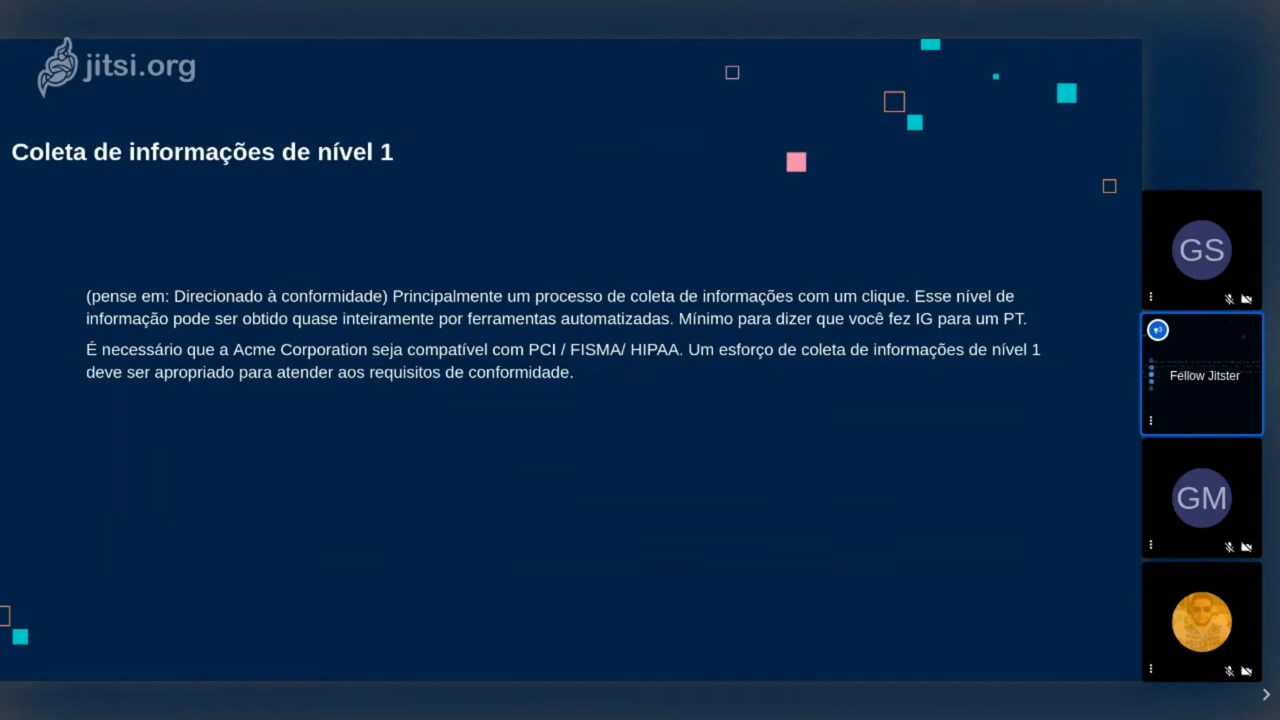 jitsi.org
Coleta de informações de nível 1
(pense em: Direcionado à conformidade) Principalmente um processo de coleta de informações com um clique. Esse nível de
informação pode ser obtido quase inteiramente por ferramentas automatizadas. Mínimo para dizer que você fez IG para um PT.
É necessário que a Acme Corporation seja compatível com PCI / FISMA/ HIPAA. Um esforço de coleta de informações de nível 1
deve ser apropriado para atender aos requisitos de conformidade.
GS
Fellow Jitster
GM